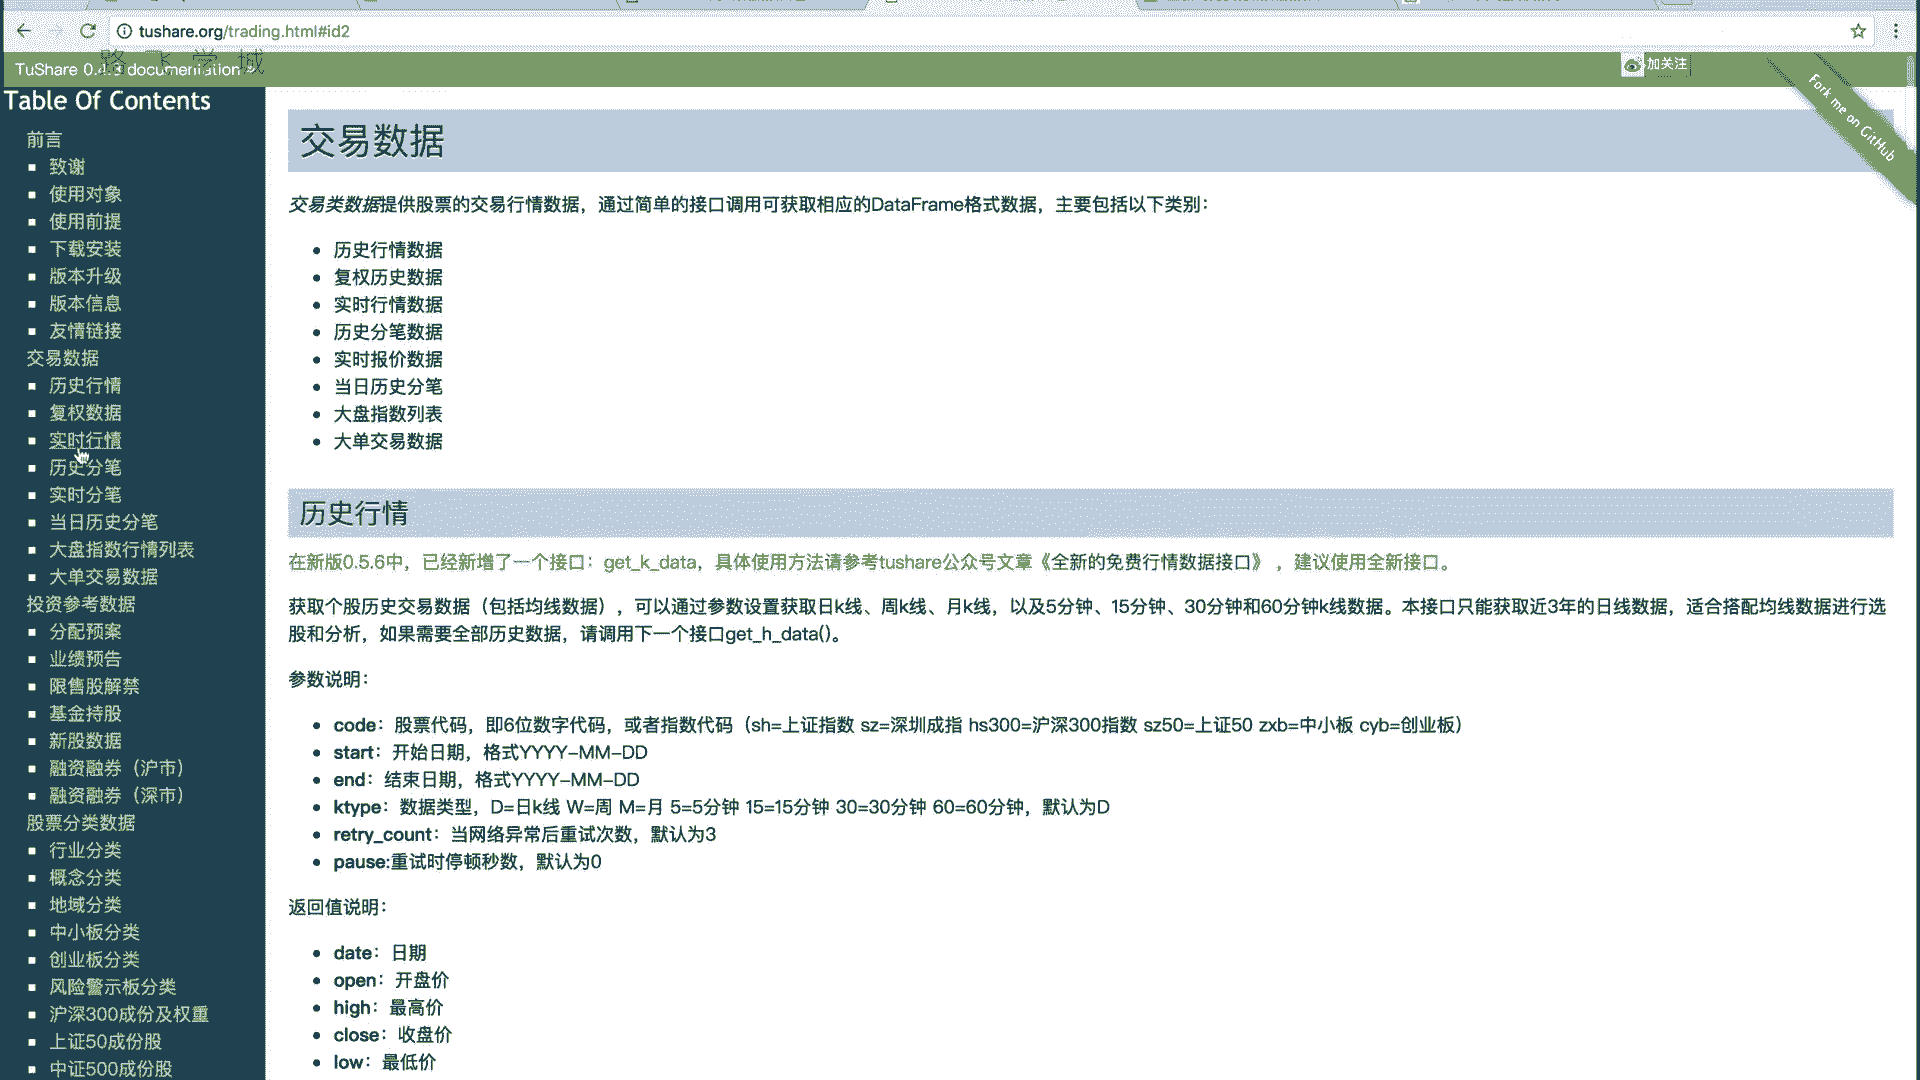 tushare.org/trading.html#id2
路飞学城
TuShare 0.4.3 documentation »
加关注
Fork me on GitHub
Table Of Contents
前言
致谢
使用对象
使用前提
下载安装
版本升级
版本信息
友情链接
交易数据
历史行情
复权数据
实时行情
历史分笔
实时分笔
当日历史分笔
大盘指数行情列表
大单交易数据
投资参考数据
分配预案
业绩预告
限售股解禁
基金持股
新股数据
融资融券（沪市）
融资融券（深市）
股票分类数据
行业分类
概念分类
地域分类
中小板分类
创业板分类
风险警示板分类
沪深300成份及权重
上证50成份股
中证500成份股
交易数据
交易类数据提供股票的交易行情数据，通过简单的接口调用可获取相应的DataFrame格式数据，主要包括以下类别：
历史行情数据
复权历史数据
实时行情数据
历史分笔数据
实时报价数据
当日历史分笔
大盘指数列表
大单交易数据
历史行情
在新版0.5.6中，已经新增了一个接口：get_k_data，具体使用方法请参考tushare公众号文章《全新的免费行情数据接口》 ，建议使用全新接口。
获取个股历史交易数据（包括均线数据），可以通过参数设置获取日k线、周k线、月k线，以及5分钟、15分钟、30分钟和60分钟k线数据。本接口只能获取近3年的日线数据，适合搭配均线数据进行选
股和分析，如果需要全部历史数据，请调用下一个接口get_h_data()。
参数说明：
code：股票代码，即6位数字代码，或者指数代码（sh=上证指数 sz=深圳成指 hs300=沪深300指数 sz50=上证50 zxb=中小板 cyb=创业板）
start：开始日期，格式YYYY-MM-DD
end：结束日期，格式YYYY-MM-DD
ktype：数据类型，D=日k线 W=周 M=月 5=5分钟 15=15分钟 30=30分钟 60=60分钟，默认为D
retry_count：当网络异常后重试次数，默认为3
pause:重试时停顿秒数，默认为0
返回值说明：
date：日期
open：开盘价
high：最高价
close：收盘价
low：最低价